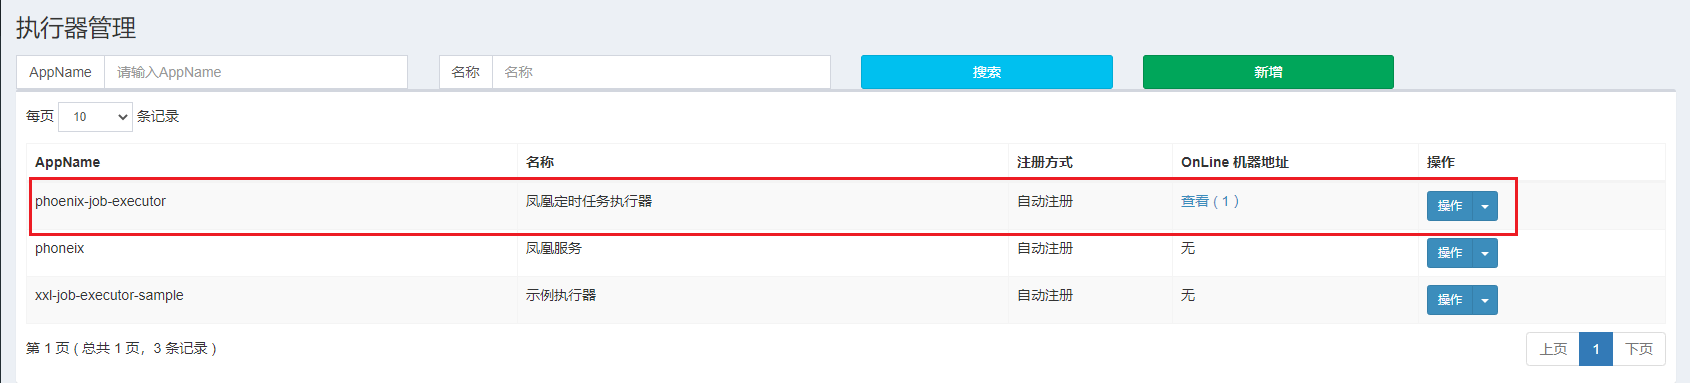 执行器管理
AppName 请输入AppName 名称 名称 搜索 新增
每页 10 条记录
AppName 名称 注册方式 OnLine 机器地址 操作
phoenix-job-executor 凤凰定时任务执行器 自动注册 查看 ( 1 ) 操作
phoneix 凤凰服务 自动注册 无 操作
xxl-job-executor-sample 示例执行器 自动注册 无 操作
第 1 页 ( 总共 1 页，3 条记录 ) 上页 1 下页